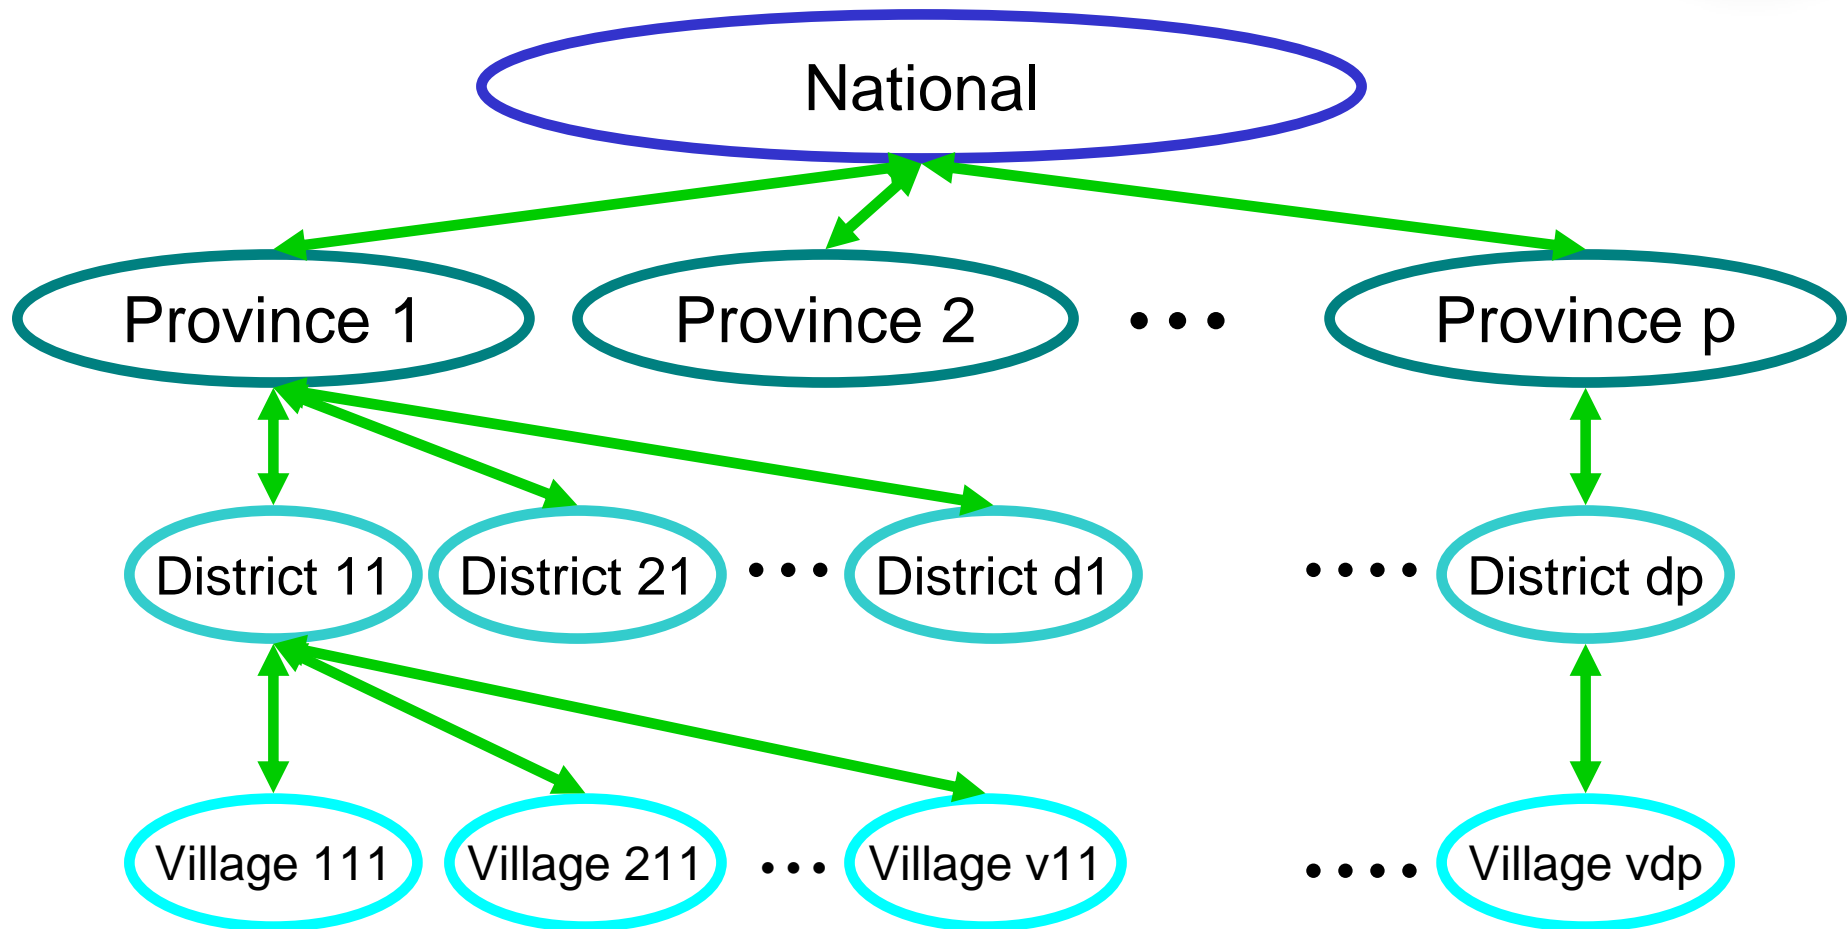 National
Province 1
Province 2
• • •
Province p
District 11
District 21
• • •
District d1
• • • •
District dp
Village 111
Village 211
• • •
Village v11
• • • •
Village vdp